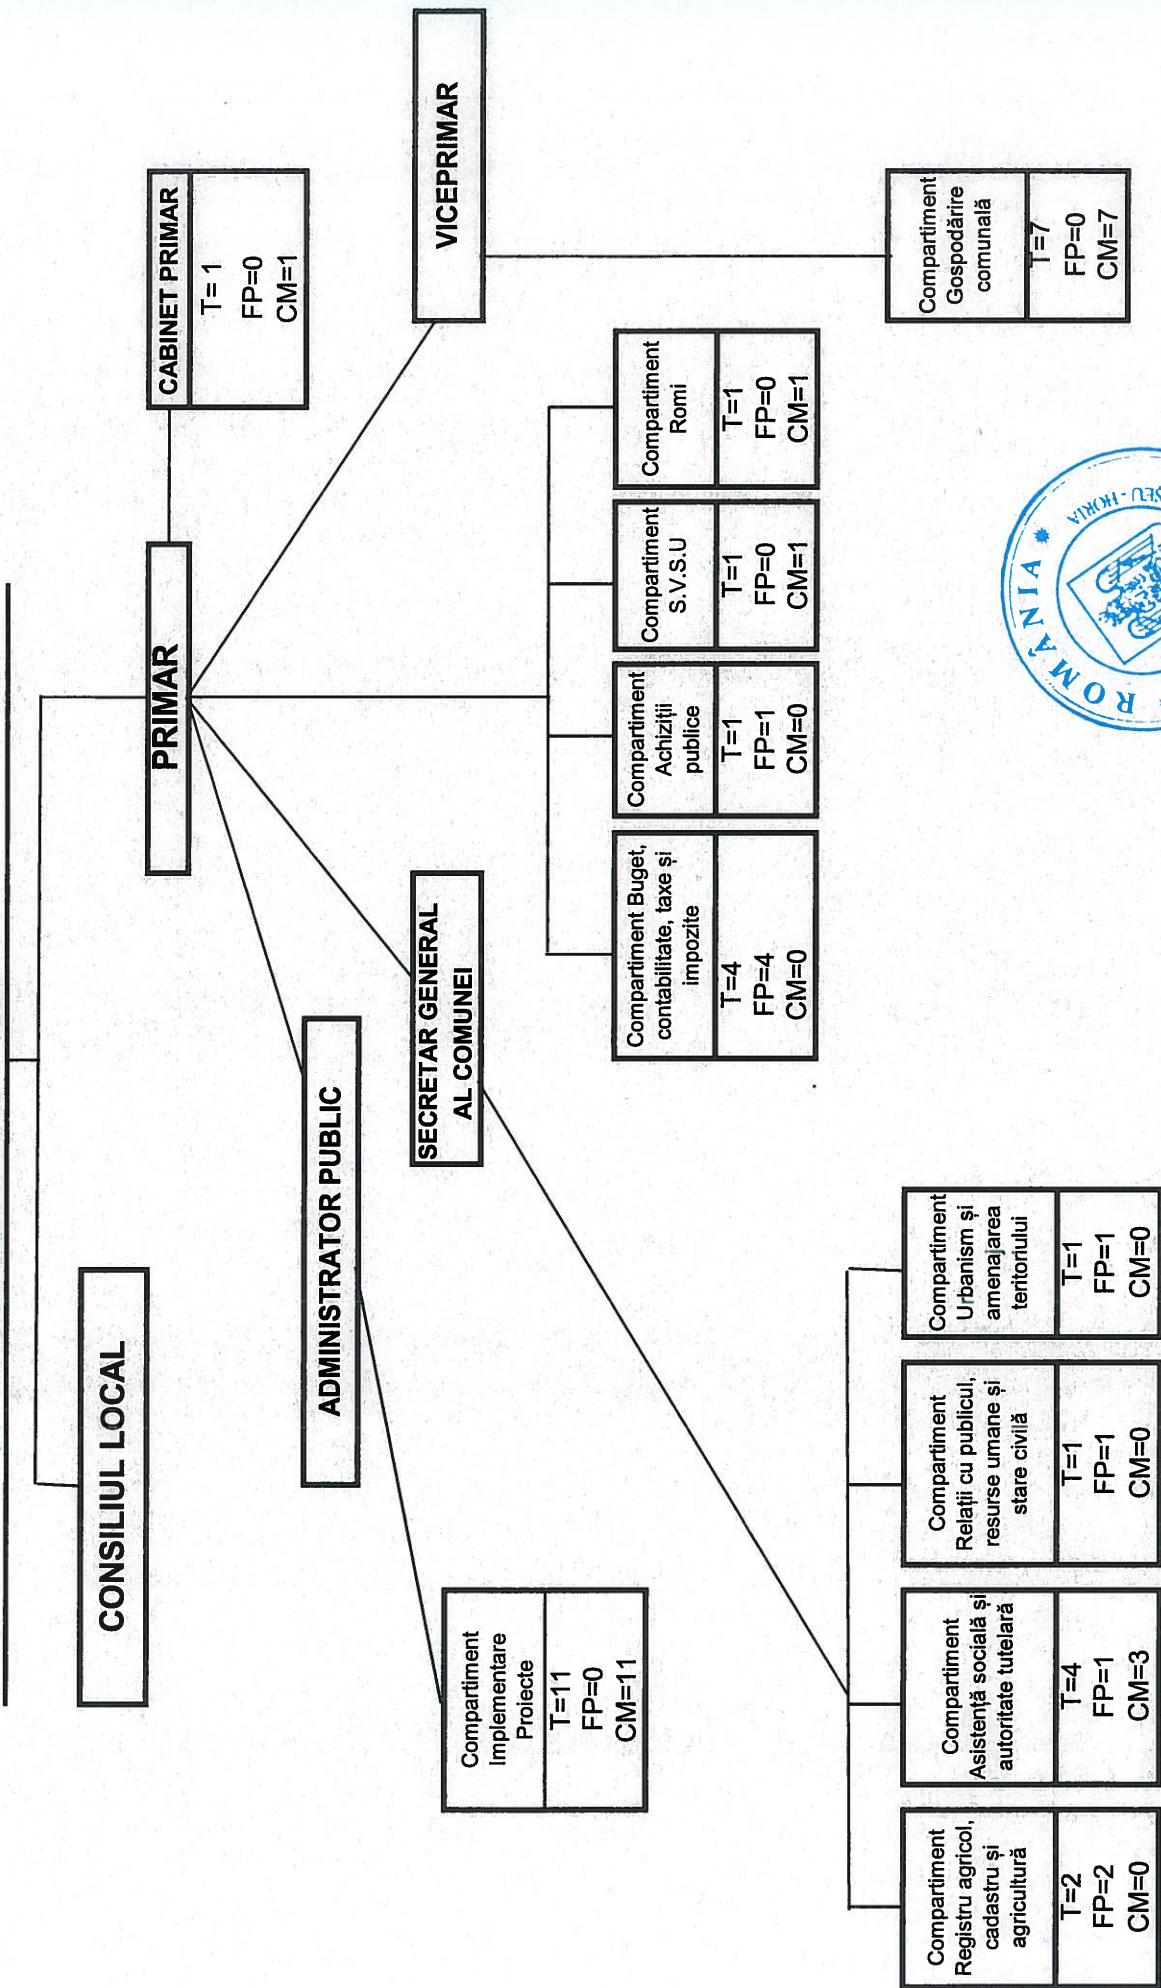 CONSILIUL LOCAL
PRIMAR
CABINET PRIMAR
T= 1
FP=0
CM=1
ADMINISTRATOR PUBLIC
SECRETAR GENERAL
AL COMUNEI
VICEPRIMAR
Compartiment
Implementare
Proiecte
T=11
FP=0
CM=11
Compartiment Buget,
contabilitate, taxe și
impozite
T=4
FP=4
CM=0
Compartiment
Achiziții
publice
T=1
FP=1
CM=0
Compartiment
S.V.S.U
T=1
FP=0
CM=1
Compartiment
Romi
T=1
FP=0
CM=1
Compartiment
Registru agricol,
cadastru și
agricultură
T=2
FP=2
CM=0
Compartiment
Asistență socială și
autoritate tutelară
T=4
FP=1
CM=3
Compartiment
Relații cu publicul,
resurse umane și
stare civilă
T=1
FP=1
CM=0
Compartiment
Urbanism și
amenajarea
teritoriului
T=1
FP=1
CM=0
Compartiment
Gospodărire
comunală
T=7
FP=0
CM=7
ROMÂNIA
HORIA